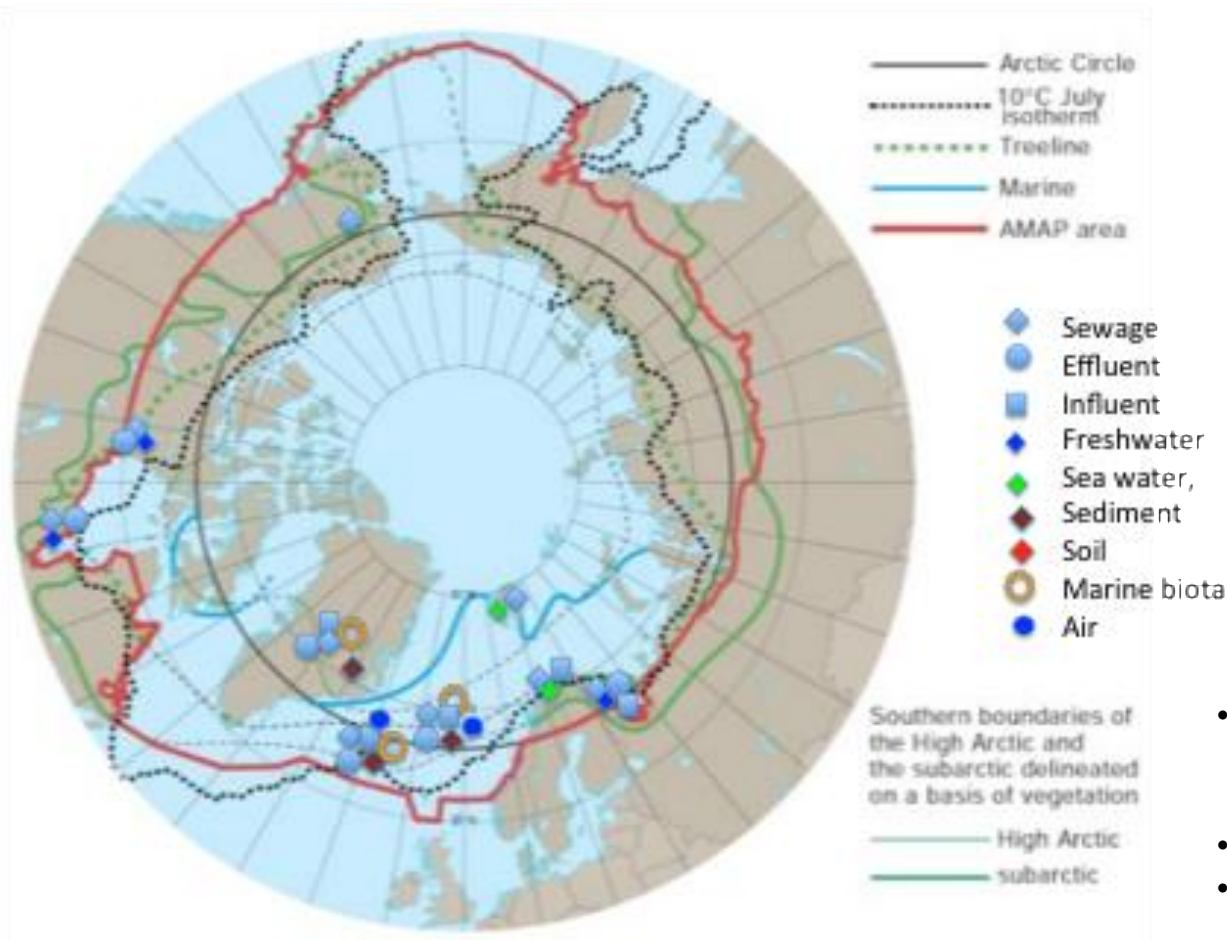 Arctic Circle
10°C July
isotherm
Treeline
Marine
AMAP area
Sewage
Effluent
Influent
Freshwater
Sea water,
Sediment
Soil
Marine biota
Air
Southern boundaries of
the High Arctic and
the subarctic delineated
on a basis of vegetation
High Arctic
subarctic